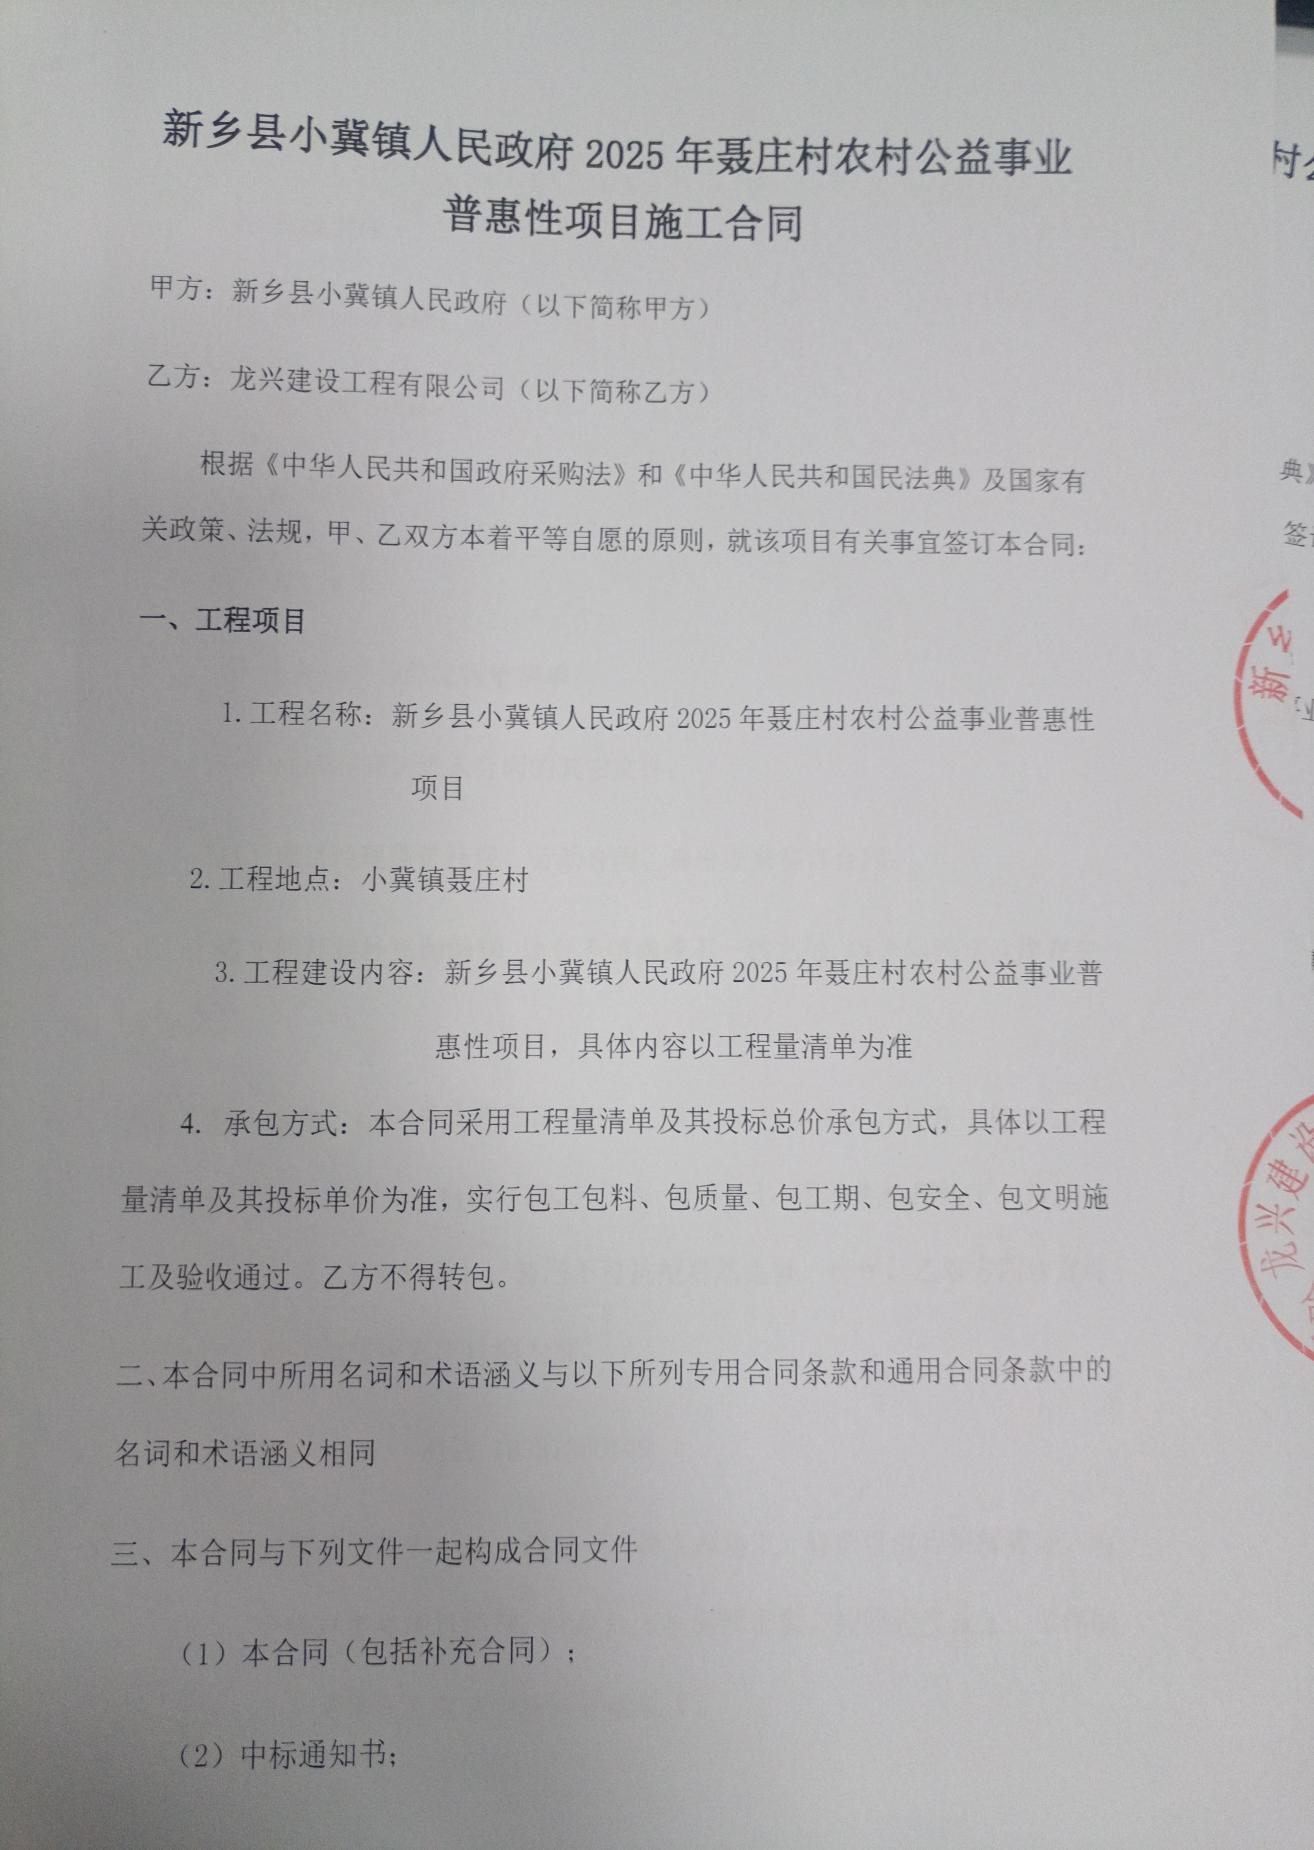 新乡县小冀镇人民政府 2025 年聂庄村农村公益事业
普惠性项目施工合同
甲方：新乡县小冀镇人民政府（以下简称甲方）
乙方：龙兴建设工程有限公司（以下简称乙方）
根据《中华人民共和国政府采购法》和《中华人民共和国民法典》及国家有
关政策、法规，甲、乙双方本着平等自愿的原则，就该项目有关事宜签订本合同：
一、工程项目
1.工程名称：新乡县小冀镇人民政府 2025 年聂庄村农村公益事业普惠性
项目
2.工程地点：小冀镇聂庄村
3.工程建设内容：新乡县小冀镇人民政府 2025 年聂庄村农村公益事业普
惠性项目，具体内容以工程量清单为准
4. 承包方式：本合同采用工程量清单及其投标总价承包方式，具体以工程
量清单及其投标单价为准，实行包工包料、包质量、包工期、包安全、包文明施
工及验收通过。乙方不得转包。
二、本合同中所用名词和术语涵义与以下所列专用合同条款和通用合同条款中的
名词和术语涵义相同
三、本合同与下列文件一起构成合同文件
（1）本合同（包括补充合同）；
（2）中标通知书；
村公
典》
签订
新乡
龙兴建设